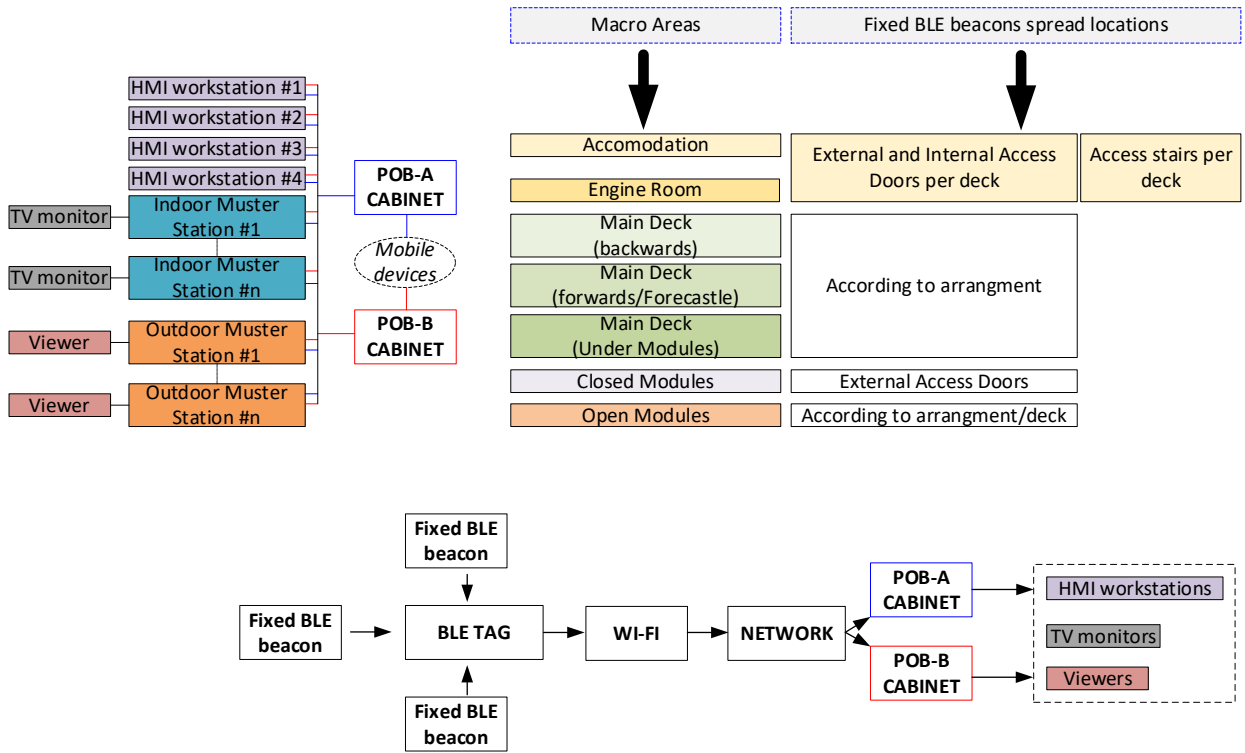 Macro Areas
Fixed BLE beacons spread locations
HMI workstation #1
HMI workstation #2
HMI workstation #3
HMI workstation #4
TV monitor
Indoor Muster
Station #1
TV monitor
Indoor Muster
Station #n
Viewer
Outdoor Muster
Station #1
Viewer
Outdoor Muster
Station #n
POB-A
CABINET
Mobile
devices
POB-B
CABINET
Accomodation
Engine Room
External and Internal Access
Doors per deck
Access stairs per
deck
Main Deck
(backwards)
Main Deck
(forwards/Forecastle)
Main Deck
(Under Modules)
According to arrangment
Closed Modules
External Access Doors
Open Modules
According to arrangment/deck
Fixed BLE
beacon
Fixed BLE
beacon
BLE TAG
Fixed BLE
beacon
WI-FI
NETWORK
POB-A
CABINET
POB-B
CABINET
HMI workstations
TV monitors
Viewers